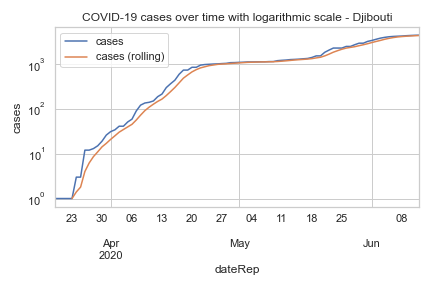 COVID-19 cases over time with logarithmic scale - Djibouti
cases
cases (rolling)
10³
10²
10¹
10⁰
cases
23 30 06 13 20 27 04 11 18 25 08
Apr May Jun
2020
dateRep